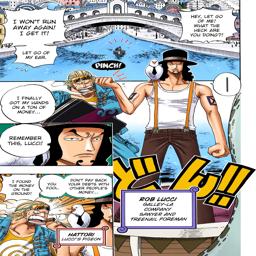 I WON'T RUN
AWAY AGAIN!
I GET IT!!
LET GO OF
MY EAR.
HEY, LET GO
OF ME!
WHAT THE
HECK ARE
YOU DOING?!
PINCH!
I FINALLY
GOT MY HANDS
ON A TON
OF MONEY...
REMEMBER
THIS, LUCCI!
I FOUND
THE MONEY
ON THE
GROUND!
YOU
FOOL.
DON'T PAY BACK
YOUR DEBTS WITH
OTHER PEOPLE'S
MONEY.
HATTORI
LUCCI'S PIGEON
ドン!!
ROB LUCCI
GALLEY-LA
COMPANY
SAWYER AND
TREENAIL FOREMAN